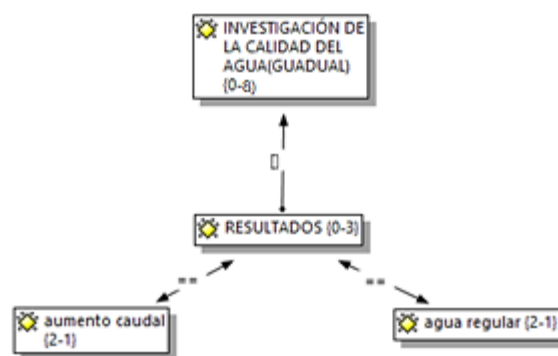 INVESTIGACIÓN DE
LA CALIDAD DEL
AGUA(GUADUAL)
{0-8}
[]
RESULTADOS {0-3}
==
==
aumento caudal
{2-1}
agua regular {2-1}